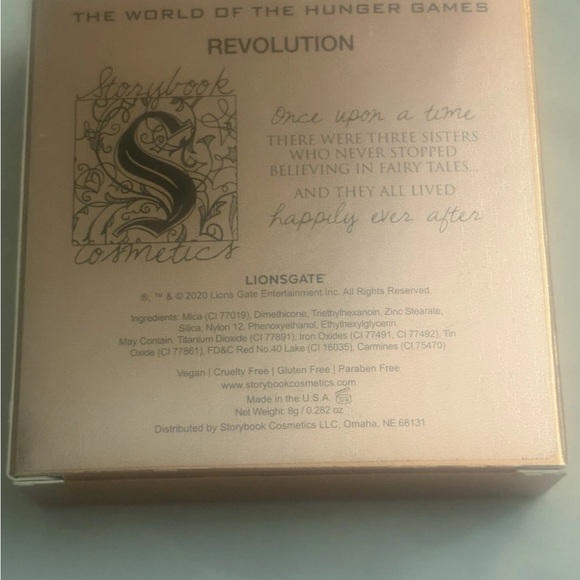 THE WORLD OF THE HUNGER GAMES
REVOLUTION
Storybook
S
Cosmetics
Once upon a time
THERE WERE THREE SISTERS
WHO NEVER STOPPED
BELIEVING IN FAIRY TALES...
AND THEY ALL LIVED
happily ever after
LIONSGATE®
®, ™ & © 2020 Lions Gate Entertainment Inc. All Rights Reserved.
Ingredients: Mica (CI 77019), Dimethicone, Triethylhexanoin, Zinc Stearate,
Silica, Nylon 12, Phenoxyethanol, Ethylhexylglycerin
May Contain: Titanium Dioxide (CI 77891), Iron Oxides (CI 77491, CI 77492), Tin
Oxide (CI 77861), FD&C Red No.40 Lake (CI 16035), Carmines (CI 75470)
Vegan | Cruelty Free | Gluten Free | Paraben Free
www.storybookcosmetics.com
Made in the U.S.A.
Net Weight: 8g / 0.282 oz
Distributed by Storybook Cosmetics LLC, Omaha, NE 68131